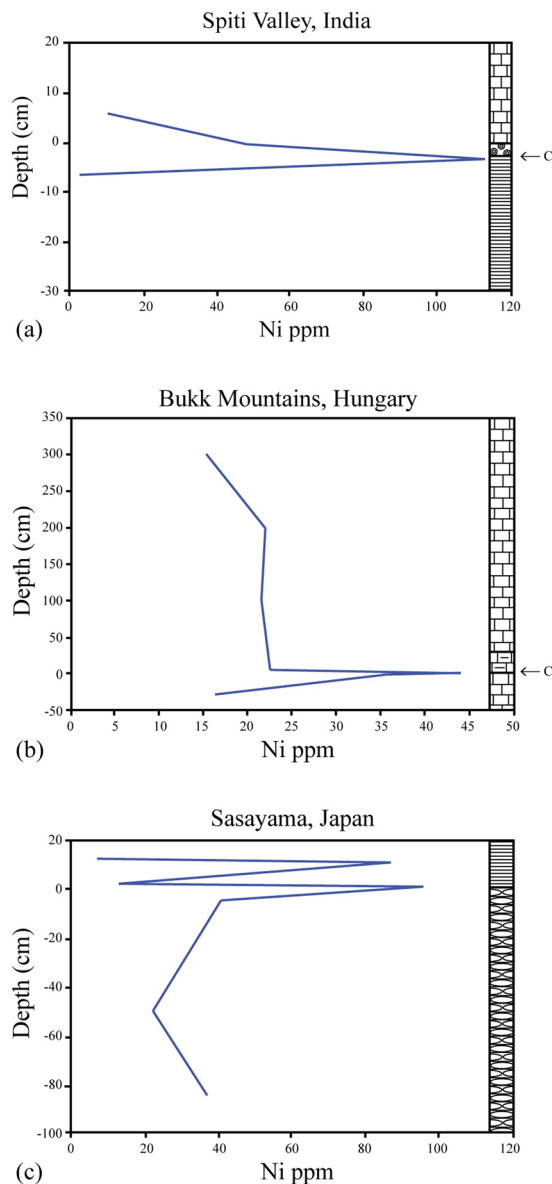 Spiti Valley, India
Depth (cm)
20
10
0
-10
-20
-30
0 20 40 60 80 100 120
← C
(a) Ni ppm
Bukk Mountains, Hungary
Depth (cm)
350
300
250
200
150
100
50
0
-50
0 5 10 15 20 25 30 35 40 45 50
← C
(b) Ni ppm
Sasayama, Japan
Depth (cm)
20
0
-20
-40
-60
-80
-100
0 20 40 60 80 100 120
(c) Ni ppm